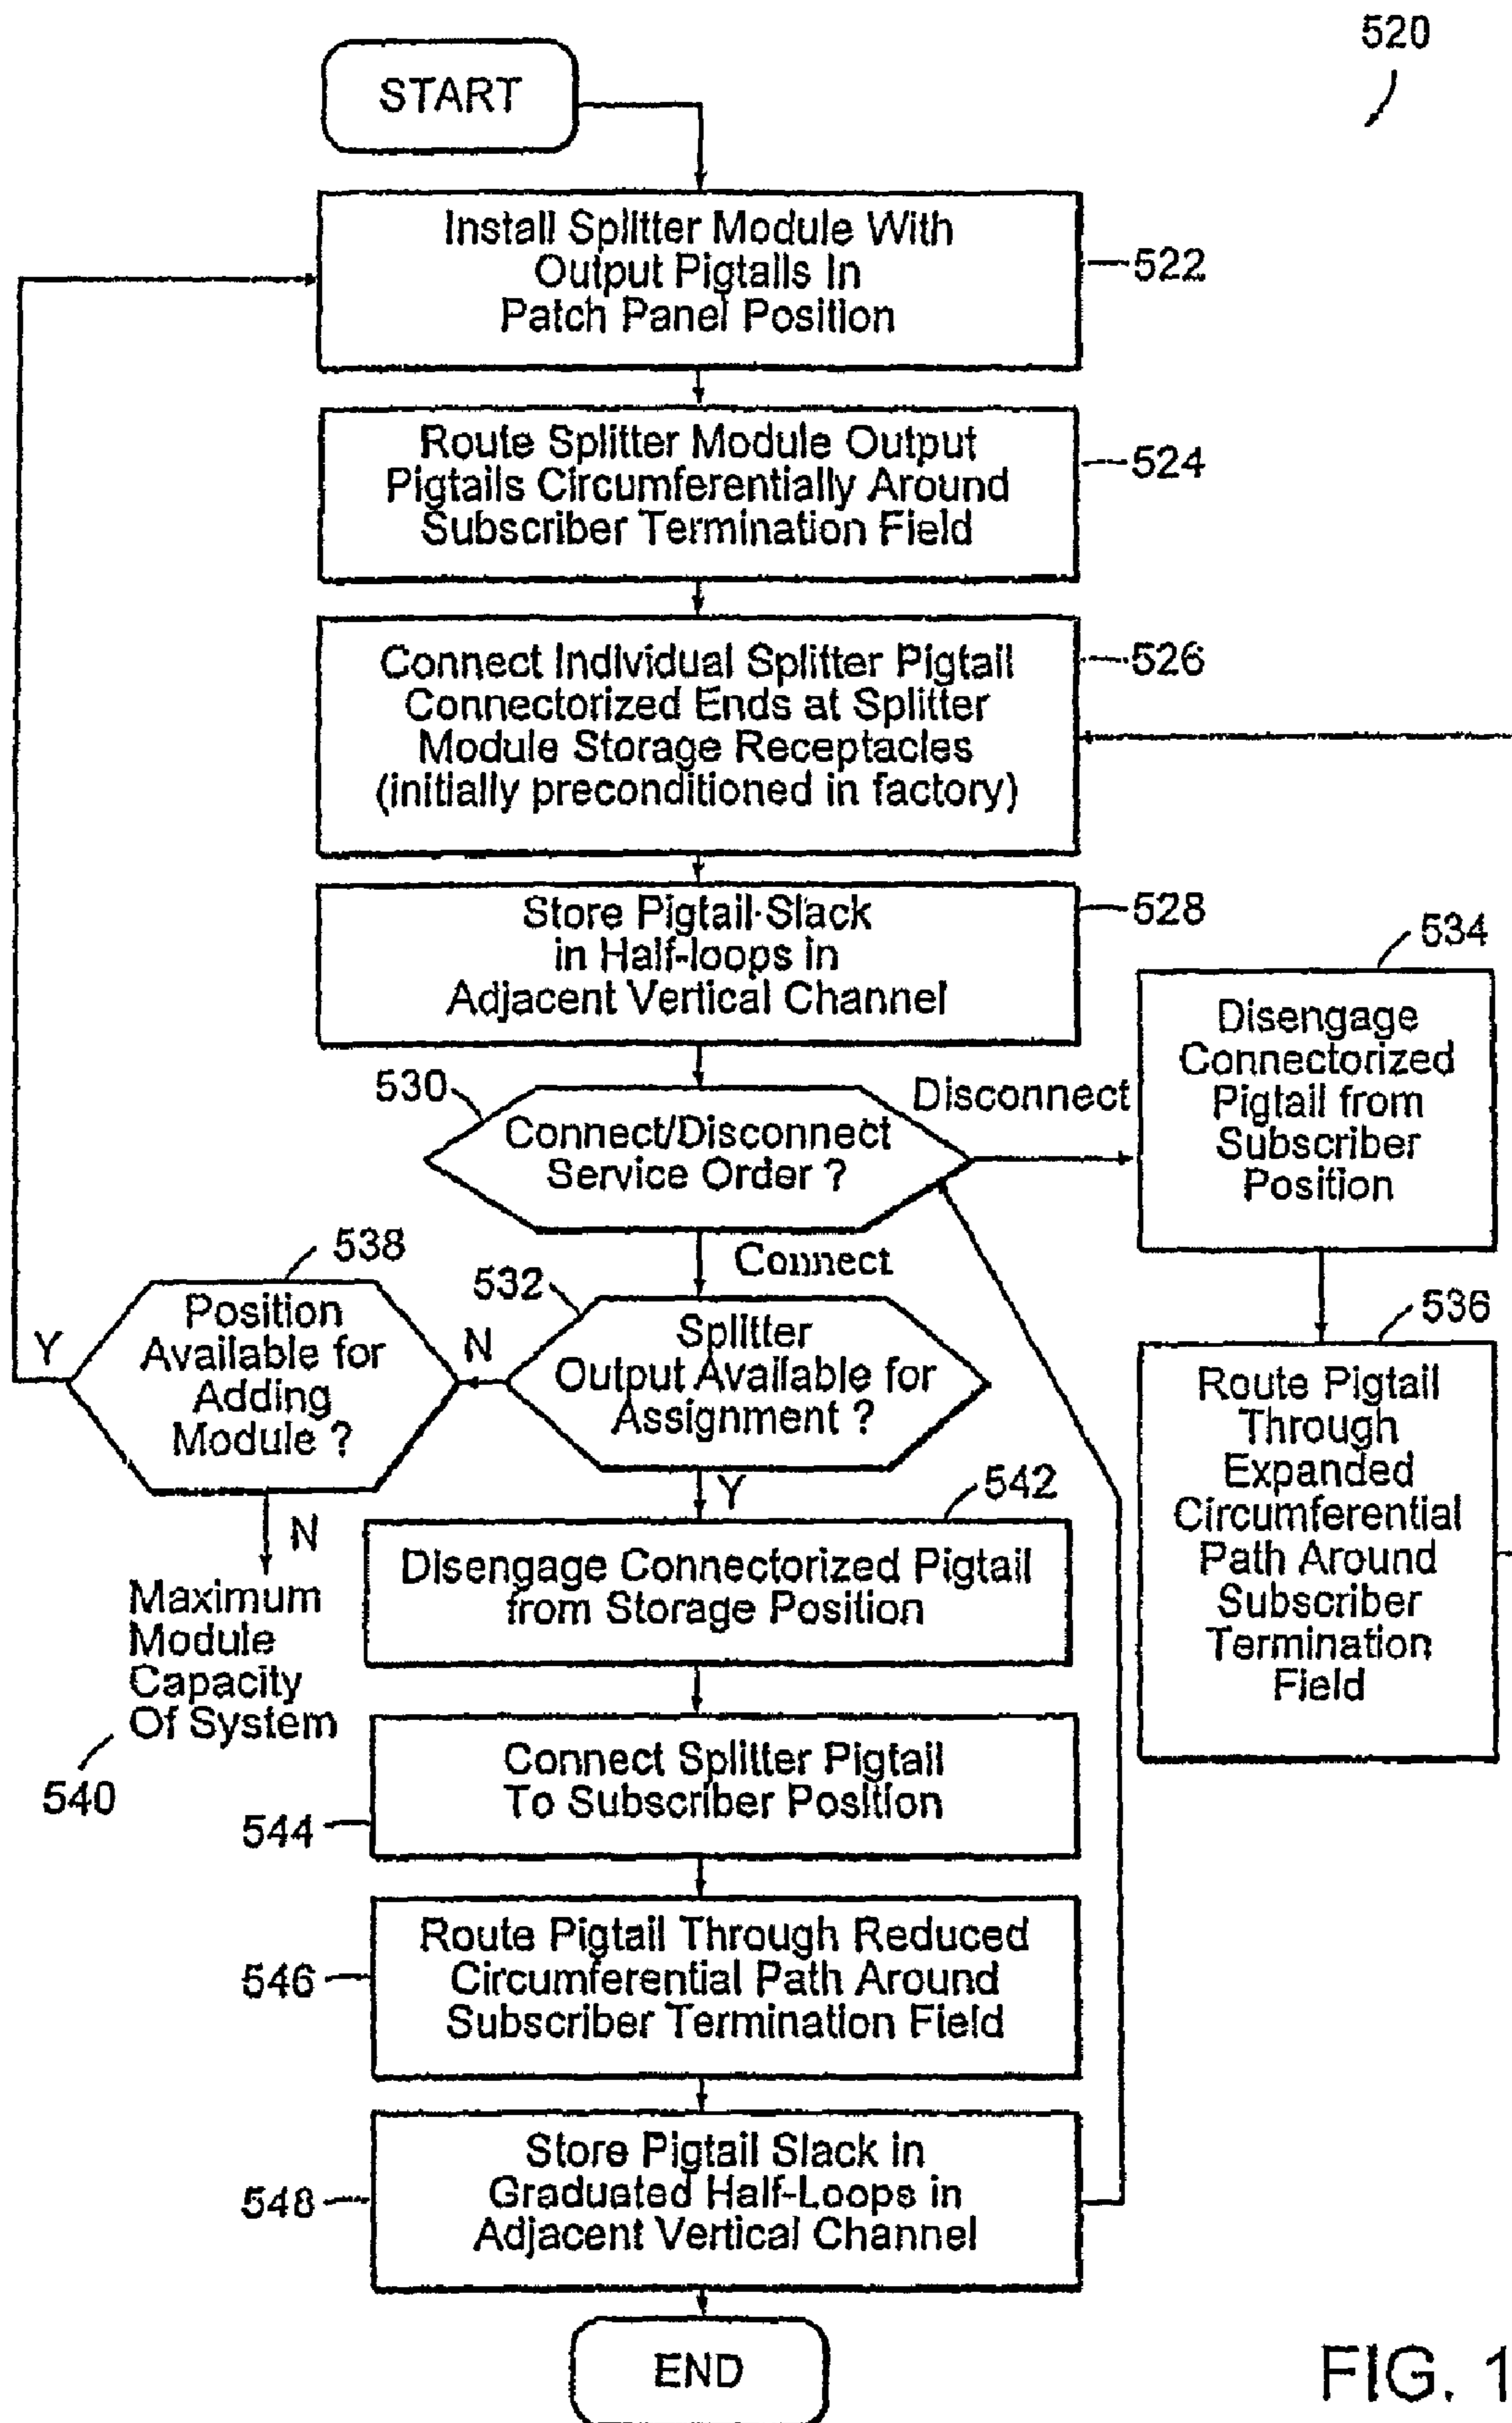 520
START
Install Splitter Module With
Output Pigtails In
Patch Panel Position
522
Route Splitter Module Output
Pigtails Circumferentially Around
Subscriber Termination Field
524
Connect Individual Splitter Pigtail
Connectorized Ends at Splitter
Module Storage Receptacles
(initially preconditioned in factory)
526
Store Pigtail Slack
in Half-loops in
Adjacent Vertical Channel
528
530
Connect/Disconnect
Service Order ?
Disconnect
534
Disengage
Connectorized
Pigtail from
Subscriber
Position
Connect
538
Position
Available for
Adding
Module ?
Y
N
532
Splitter
Output Available for
Assignment ?
536
Route Pigtail
Through
Expanded
Circumferential
Path Around
Subscriber
Termination
Field
N
Maximum
Module
Capacity
Of System
540
Y
542
Disengage Connectorized Pigtail
from Storage Position
Connect Splitter Pigtail
To Subscriber Position
544
Route Pigtail Through Reduced
Circumferential Path Around
Subscriber Termination Field
546
Store Pigtail Slack in
Graduated Half-Loops in
Adjacent Vertical Channel
548
END
FIG. 1